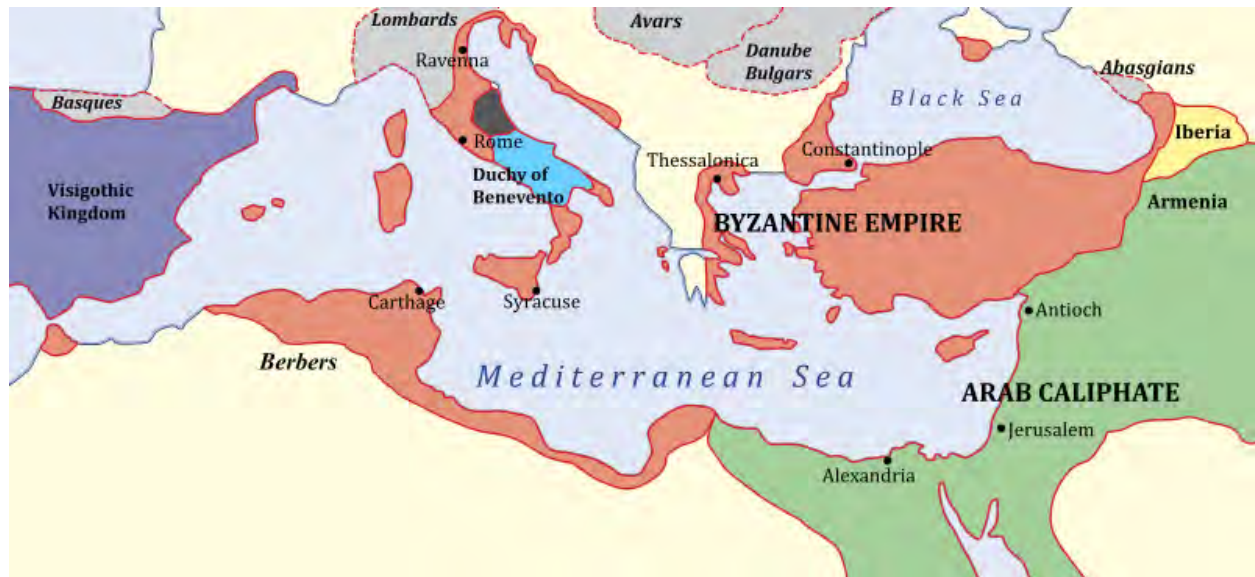 Lombards
Avars
Danube
Bulgars
Abasgians
Ravenna
Basques
Black Sea
Iberia
Rome
Thessalonica
Constantinople
Duchy of
Benevento
Visigothic
Kingdom
Armenia
BYZANTINE EMPIRE
Carthage
Syracuse
Antioch
Berbers
Mediterranean Sea
ARAB CALIPHATE
Jerusalem
Alexandria